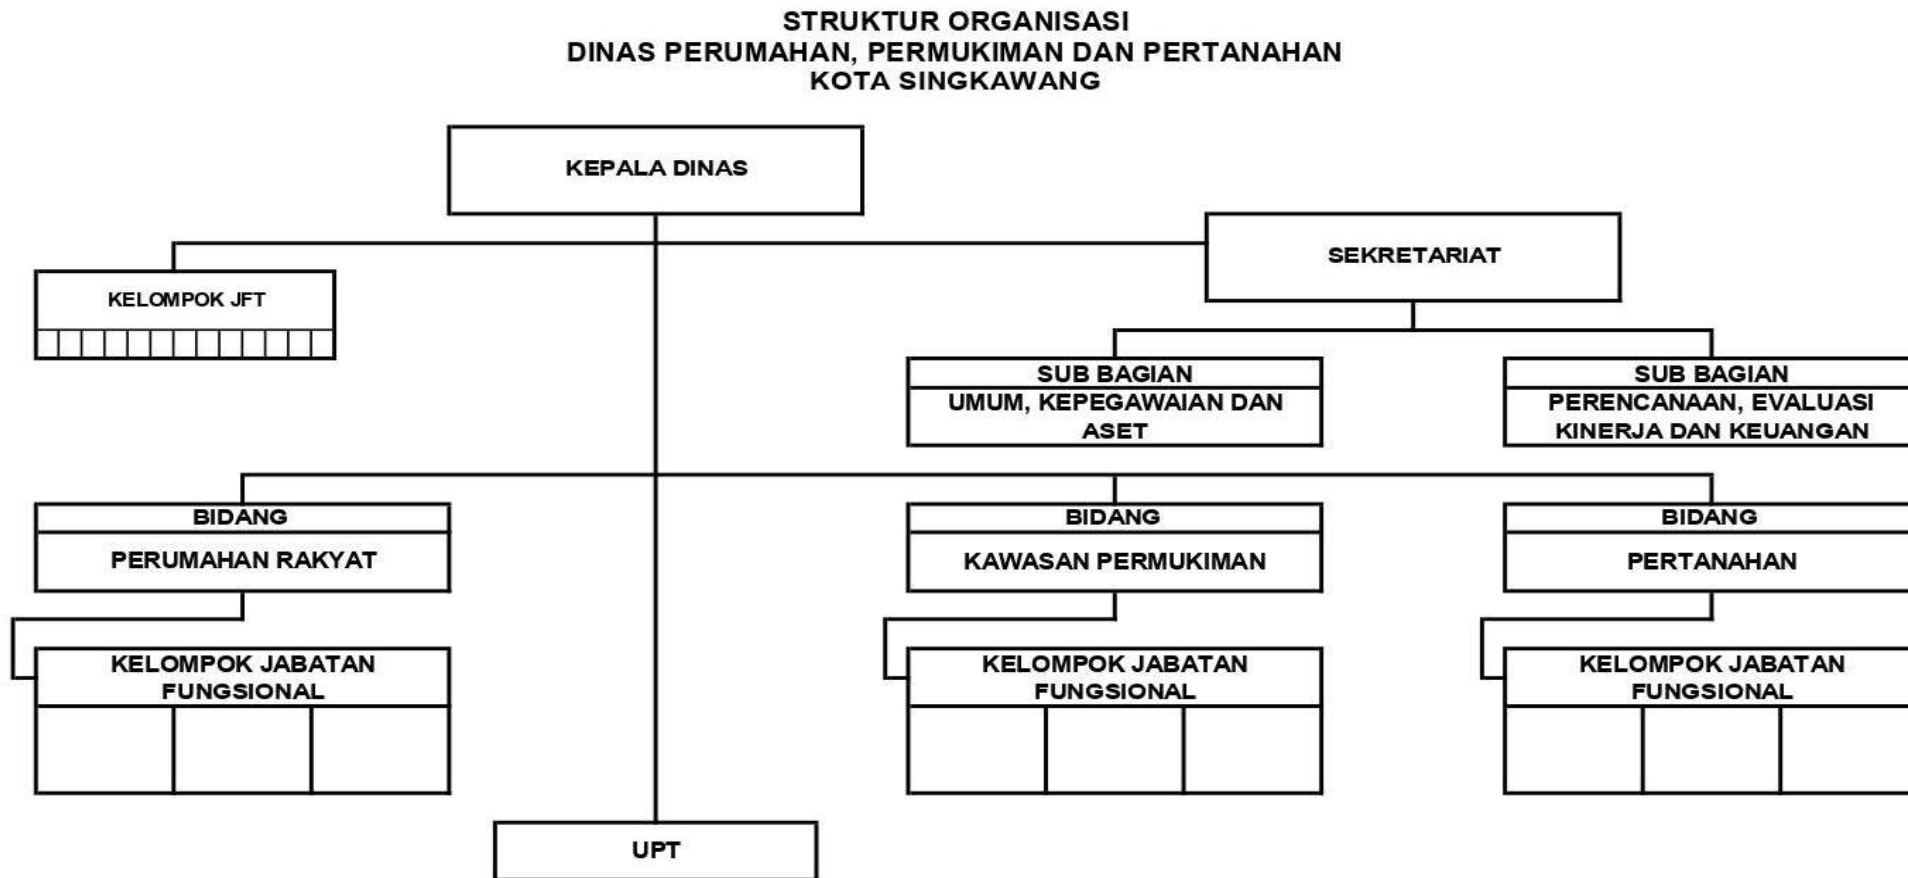 STRUKTUR ORGANISASI
DINAS PERUMAHAN, PERMUKIMAN DAN PERTANAHAN
KOTA SINGKAWANG
KEPALA DINAS
SEKRETARIAT
KELOMPOK JFT
SUB BAGIAN
UMUM, KEPEGAWAIAN DAN
ASET
SUB BAGIAN
PERENCANAAN, EVALUASI
KINERJA DAN KEUANGAN
BIDANG
PERUMAHAN RAKYAT
BIDANG
KAWASAN PERMUKIMAN
BIDANG
PERTANAHAN
KELOMPOK JABATAN
FUNGSIONAL
KELOMPOK JABATAN
FUNGSIONAL
KELOMPOK JABATAN
FUNGSIONAL
UPT